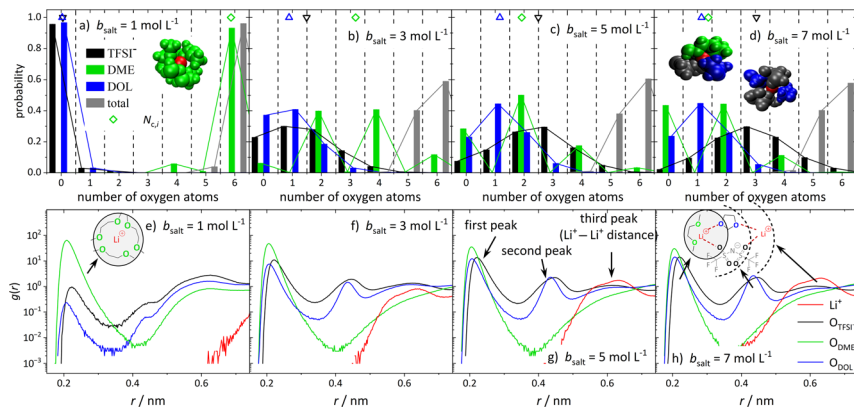 a) b_salt = 1 mol L⁻¹
b) b_salt = 3 mol L⁻¹
c) b_salt = 5 mol L⁻¹
d) b_salt = 7 mol L⁻¹
TFSI⁻
DME
DOL
total
N_c,i
probability
1.0
0.8
0.6
0.4
0.2
0.0
0 1 2 3 4 5 6
0 1 2 3 4 5 6
0 1 2 3 4 5 6
0 1 2 3 4 5 6
number of oxygen atoms
number of oxygen atoms
number of oxygen atoms
number of oxygen atoms
e) b_salt = 1 mol L⁻¹
f) b_salt = 3 mol L⁻¹
first peak
second peak
third peak
(Li⁺—Li⁺ distance)
g) b_salt = 5 mol L⁻¹
h) b_salt = 7 mol L⁻¹
Li⁺
O_TFSI⁻
O_DME
O_DOL
g(r)
10²
10¹
10⁰
10⁻¹
10⁻²
10⁻³
0.2 0.4 0.6
0.2 0.4 0.6
0.2 0.4 0.6
0.2 0.4 0.6
r / nm
r / nm
r / nm
r / nm